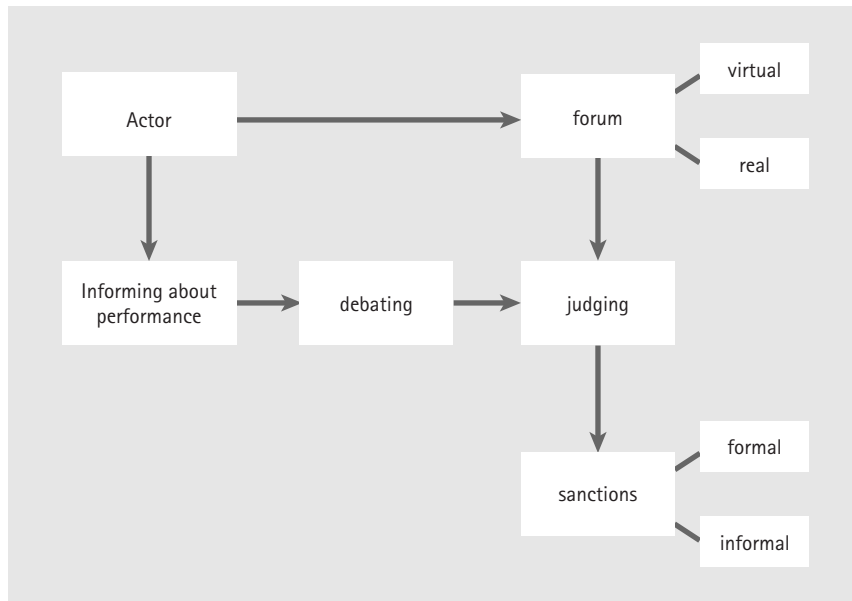 virtual
Actor
forum
real
Informing about
performance
debating
judging
formal
sanctions
informal